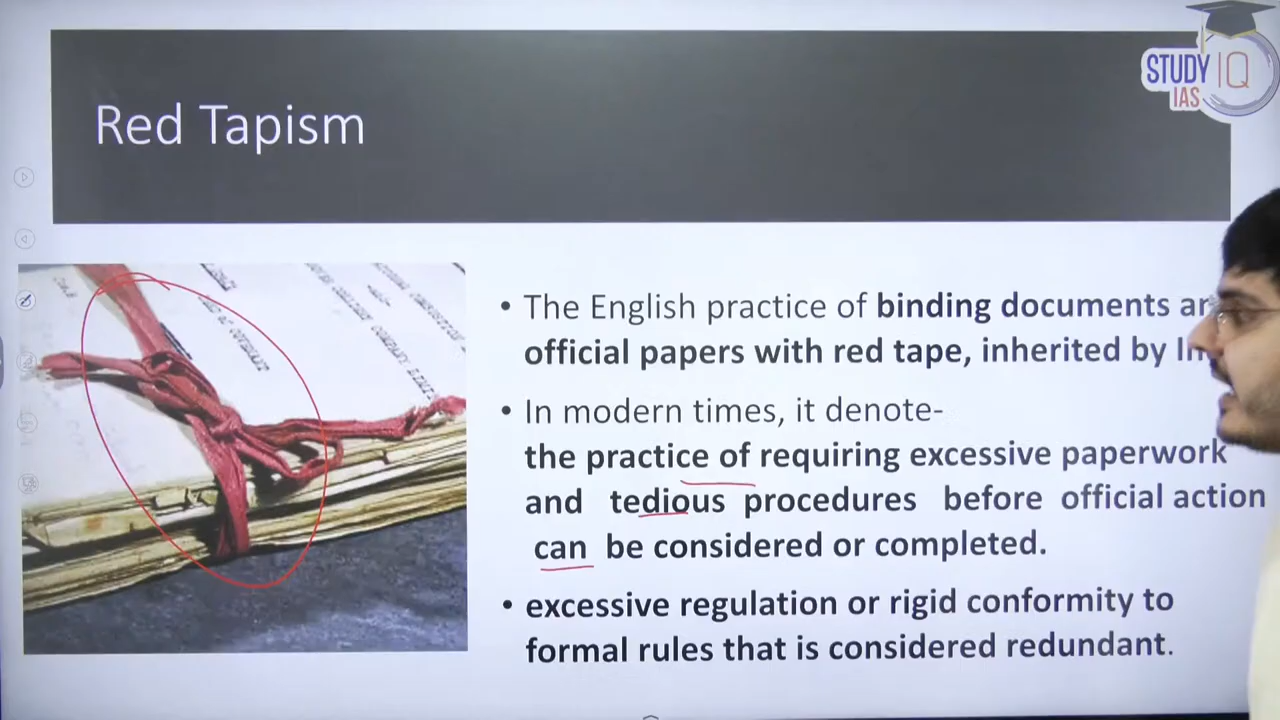 STUDY IQ
IAS
Red Tapism
• The English practice of binding documents
official papers with red tape, inherited by
• In modern times, it denote-
the practice of requiring excessive paperwork
and tedious procedures before official action
can be considered or completed.
• excessive regulation or rigid conformity to
formal rules that is considered redundant.